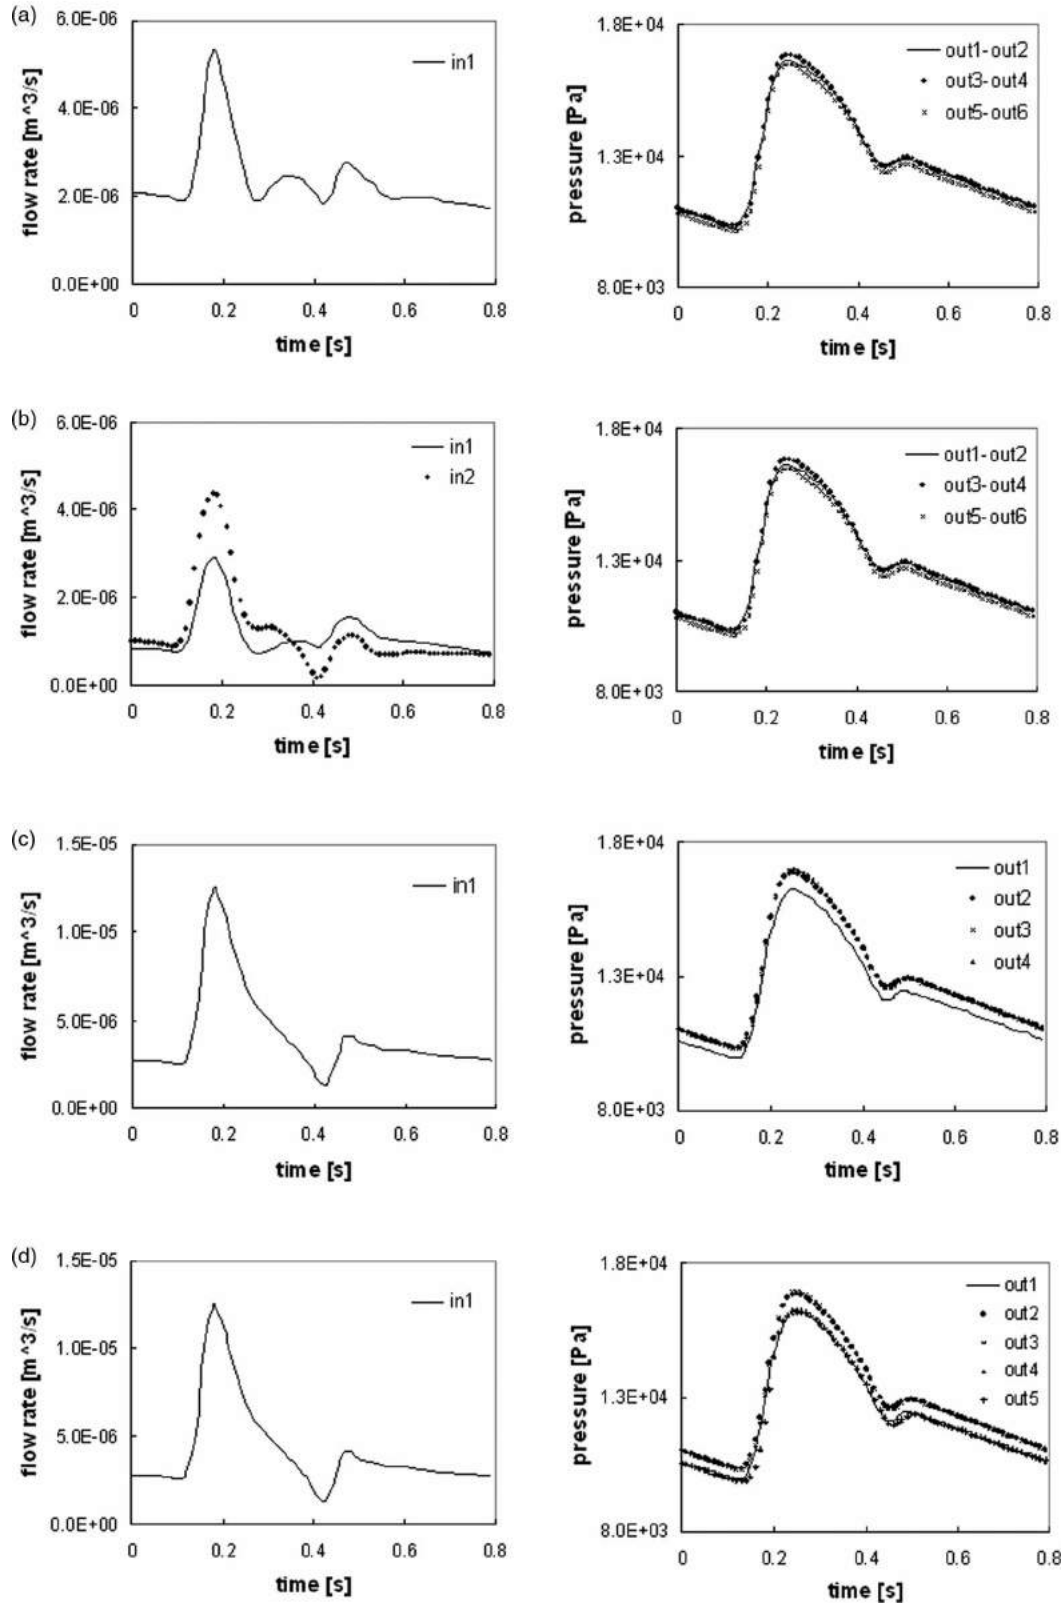 (a)
6.0E-06
4.0E-06
2.0E-06
0.0E+00
flow rate [m^3/s]
in1
0 0.2 0.4 0.6 0.8
time [s]
1.8E+04
1.3E+04
8.0E+03
pressure [Pa]
out1-out2
out3-out4
out5-out6
0 0.2 0.4 0.6 0.8
time [s]
(b)
6.0E-06
4.0E-06
2.0E-06
0.0E+00
flow rate [m^3/s]
in1
in2
0 0.2 0.4 0.6 0.8
time [s]
1.8E+04
1.3E+04
8.0E+03
pressure [Pa]
out1-out2
out3-out4
out5-out6
0 0.2 0.4 0.6 0.8
time [s]
(c)
1.5E-05
1.0E-05
5.0E-06
0.0E+00
flow rate [m^3/s]
in1
0 0.2 0.4 0.6 0.8
time [s]
1.8E+04
1.3E+04
8.0E+03
pressure [Pa]
out1
out2
out3
out4
0 0.2 0.4 0.6 0.8
time [s]
(d)
1.5E-05
1.0E-05
5.0E-06
0.0E+00
flow rate [m^3/s]
in1
0 0.2 0.4 0.6 0.8
time [s]
1.8E+04
1.3E+04
8.0E+03
pressure [Pa]
out1
out2
out3
out4
out5
0 0.2 0.4 0.6 0.8
time [s]